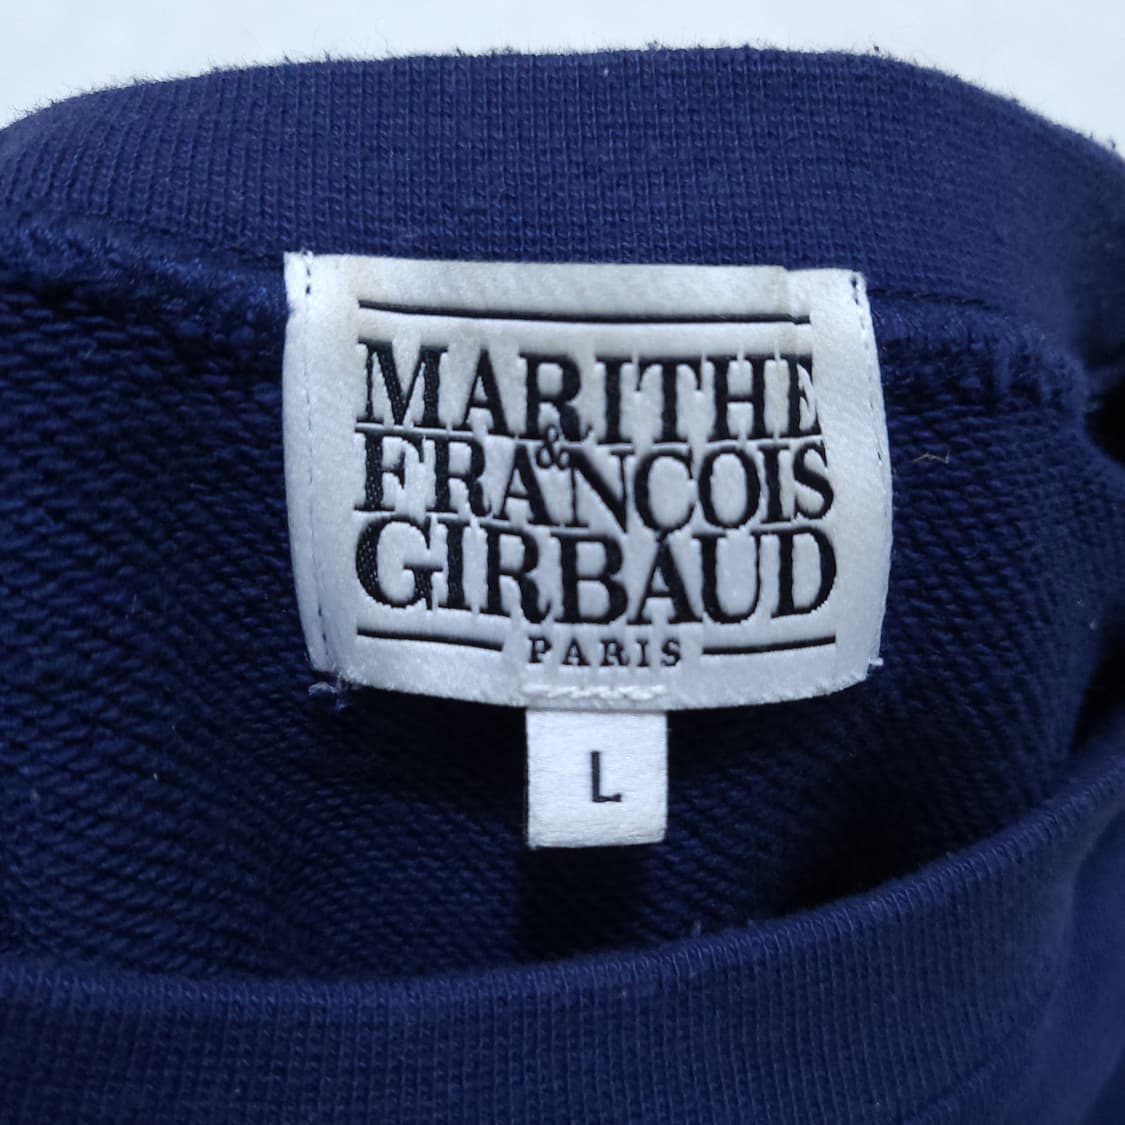 MARITHE
& 
FRANCOIS
GIRBAUD
PARIS
L